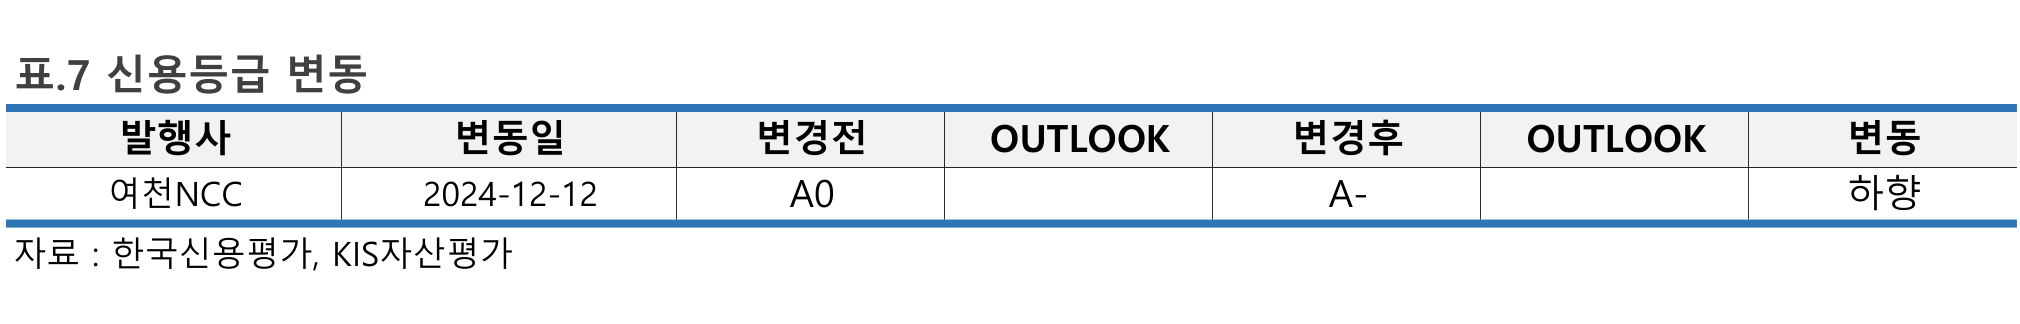 표.7 신용등급 변동
발행사 변동일 변경전 OUTLOOK 변경후 OUTLOOK 변동
여천NCC 2024-12-12 A0 A- 하향
자료 : 한국신용평가, KIS자산평가